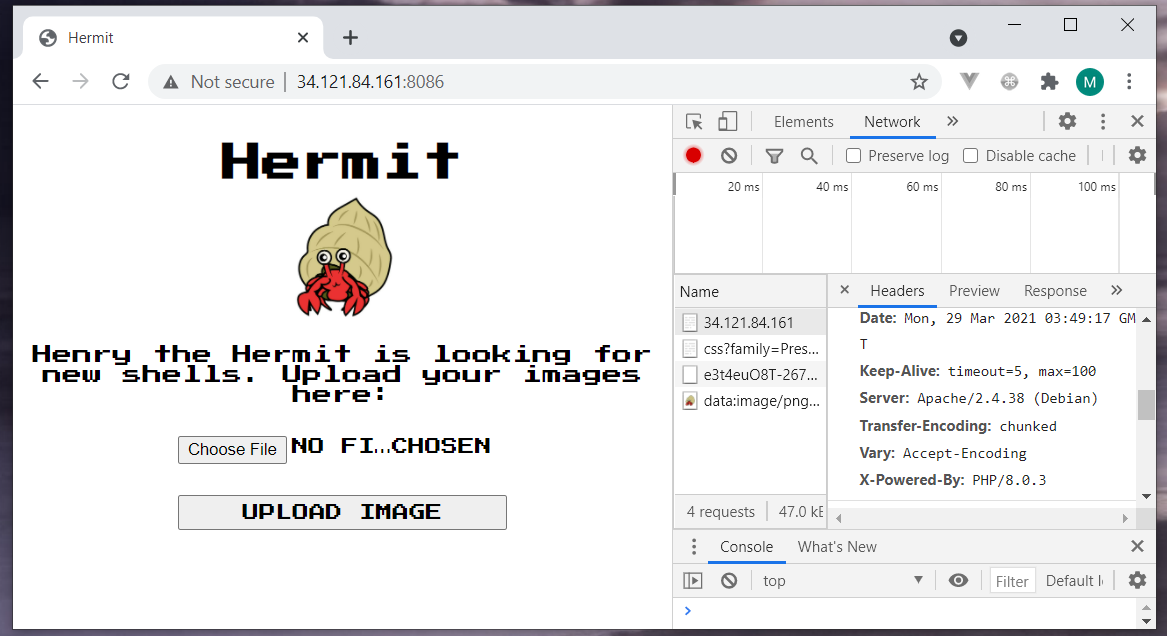 Hermit
Not secure | 34.121.84.161:8086
M
Hermit
Henry the Hermit is looking for
new shells. Upload your images
here:
Choose File NO FI…CHOSEN
UPLOAD IMAGE
Elements Network »
Preserve log Disable cache
20 ms 40 ms 60 ms 80 ms 100 ms
Name
34.121.84.161
css?family=Pres...
e3t4euO8T-267...
data:image/png...
4 requests 47.0 kB
× Headers Preview Response »
Date: Mon, 29 Mar 2021 03:49:17 GM
T
Keep-Alive: timeout=5, max=100
Server: Apache/2.4.38 (Debian)
Transfer-Encoding: chunked
Vary: Accept-Encoding
X-Powered-By: PHP/8.0.3
Console What's New
top Filter Default